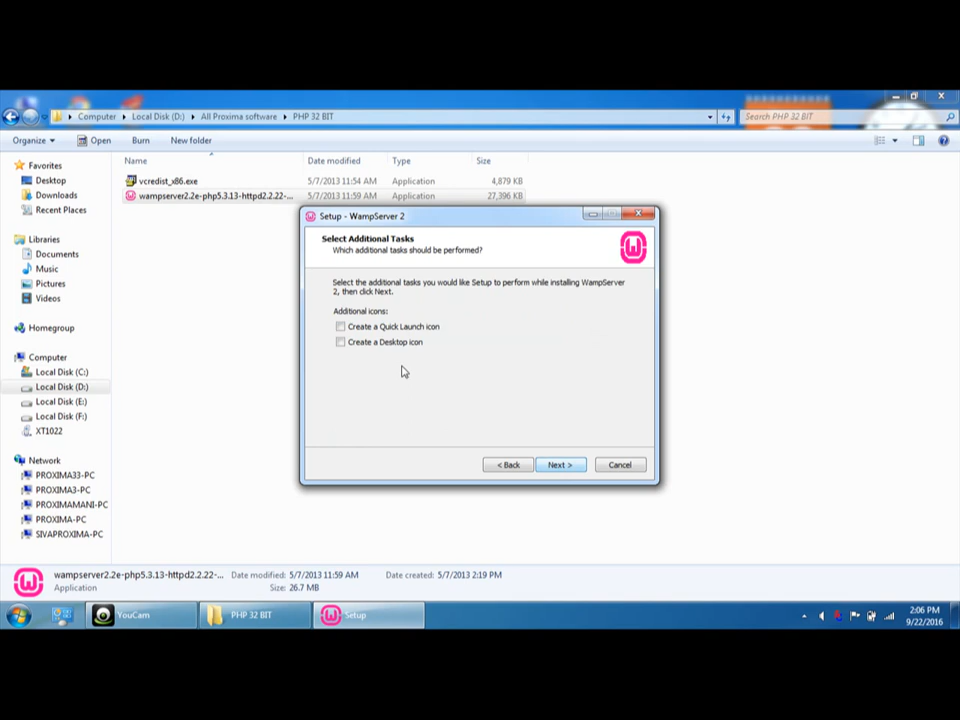 Computer
Local Disk (D:)
All Proxima software
PHP 32 BIT
Search PHP 32 BIT
Organize
Open
Burn
New folder
Name
Date modified
Type
Size
Favorites
Desktop
Downloads
Recent Places
Libraries
Documents
Music
Pictures
Videos
Homegroup
Computer
Local Disk (C:)
Local Disk (D:)
Local Disk (E:)
Local Disk (F:)
XT1022
Network
PROXIMA33-PC
PROXIMA3-PC
PROXIMAMANI-PC
PROXIMA-PC
SIVAPROXIMA-PC
vcredist_x86.exe 5/7/2013 11:54 AM Application 4,879 KB
wampserver2.2e-php5.3.13-httpd2.2.22-... 5/7/2013 11:59 AM Application 27,396 KB
Setup - WampServer 2
Select Additional Tasks
Which additional tasks should be performed?
Select the additional tasks you would like Setup to perform while installing WampServer
2, then click Next.
Additional icons:
Create a Quick Launch icon
Create a Desktop icon
< Back
Next >
Cancel
wampserver2.2e-php5.3.13-httpd2.2.22-... Date modified: 5/7/2013 11:59 AM Date created: 5/7/2013 2:19 PM
Application Size: 26.7 MB
YouCam
PHP 32 BIT
Setup
2:06 PM
9/22/2016